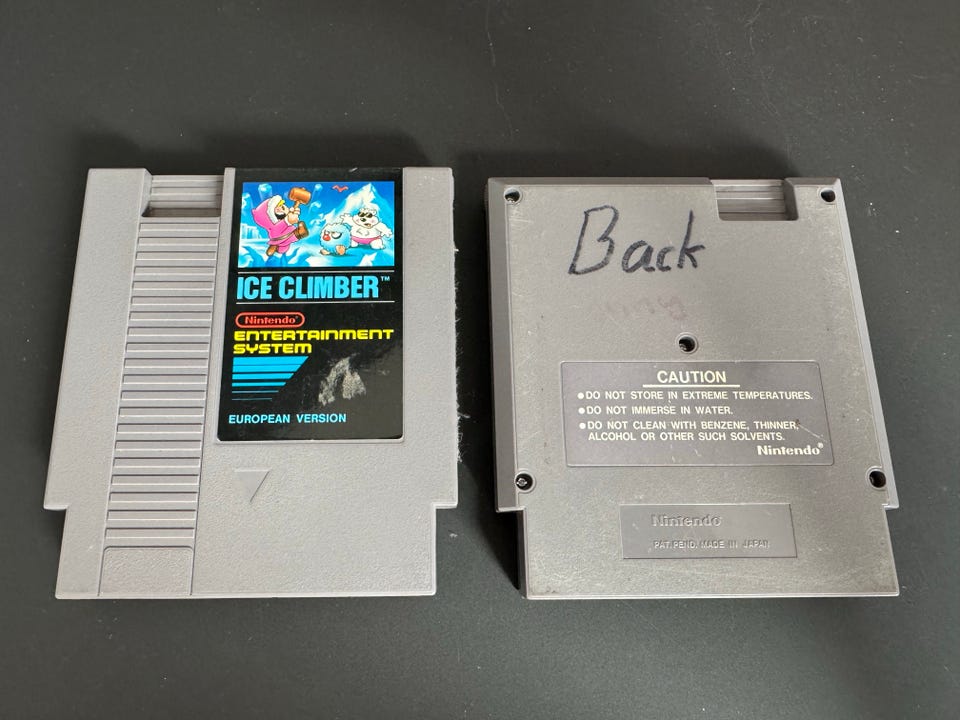 ICE CLIMBER™
Nintendo®
ENTERTAINMENT
SYSTEM
EUROPEAN VERSION
Back
CAUTION
●DO NOT STORE IN EXTREME TEMPERATURES.
●DO NOT IMMERSE IN WATER.
●DO NOT CLEAN WITH BENZENE, THINNER,
ALCOHOL OR OTHER SUCH SOLVENTS.
Nintendo®
Nintendo
PAT. PEND. MADE IN JAPAN